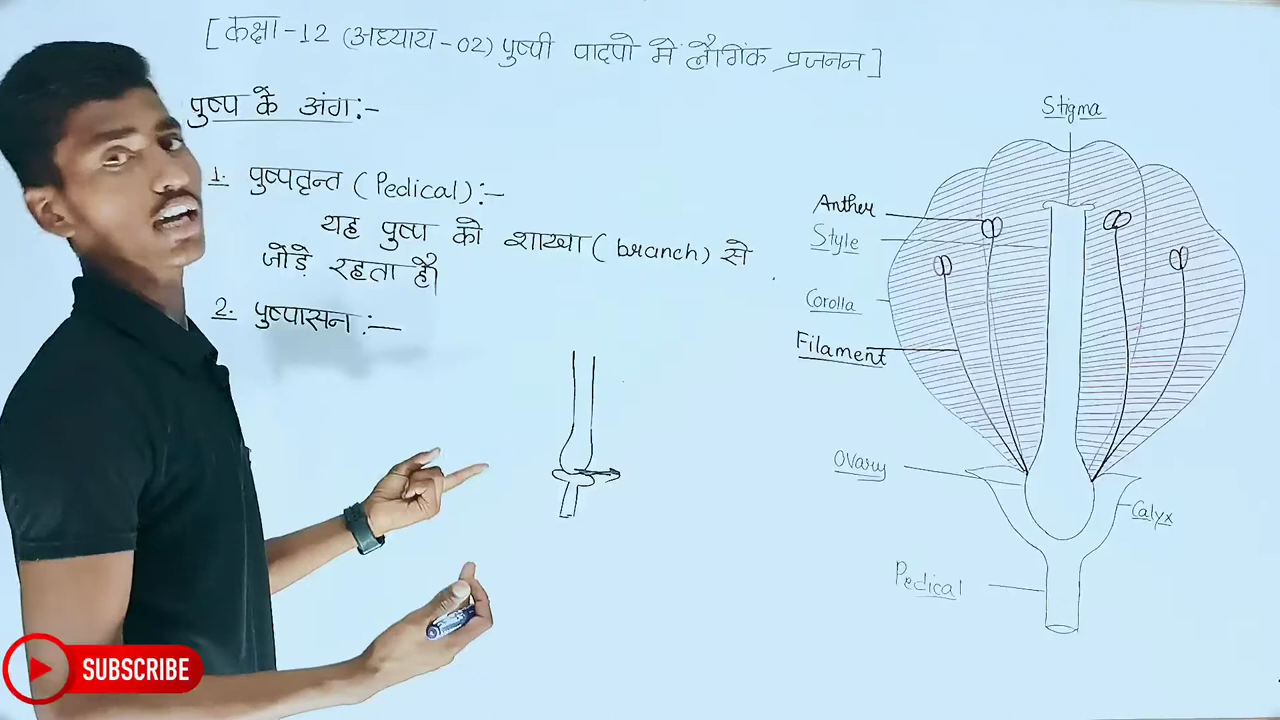 [ कक्षा -12 (अध्याय -02) पुष्पी पादपो में लैगिंक प्रजनन ]
पुष्प के अंग :-
1. पुष्पवृन्त ( Pedical ) :-
यह पुष्प को शाखा ( branch ) से
जोड़े रहता है।
2. पुष्पासन :-
Stigma
Anther
Style
Corolla
Filament
Ovary
Calyx
Pedical
SUBSCRIBE